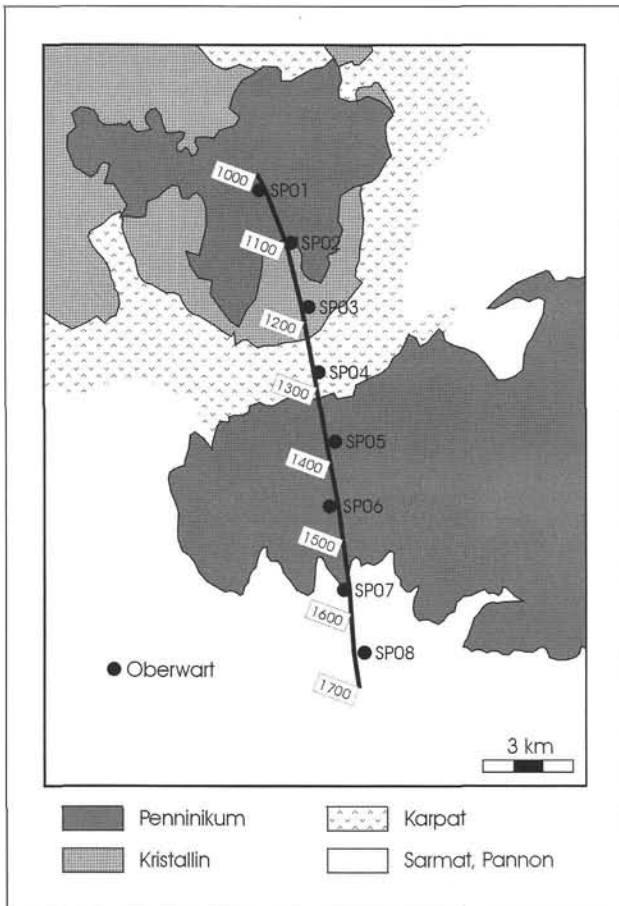 1000
SP01
1100
SP02
SP03
1200
SP04
1300
SP05
1400
SP06
1500
SP07
1600
SP08
Oberwart
1700
3 km
Penninikum
Karpat
Kristallin
Sarmat, Pannon